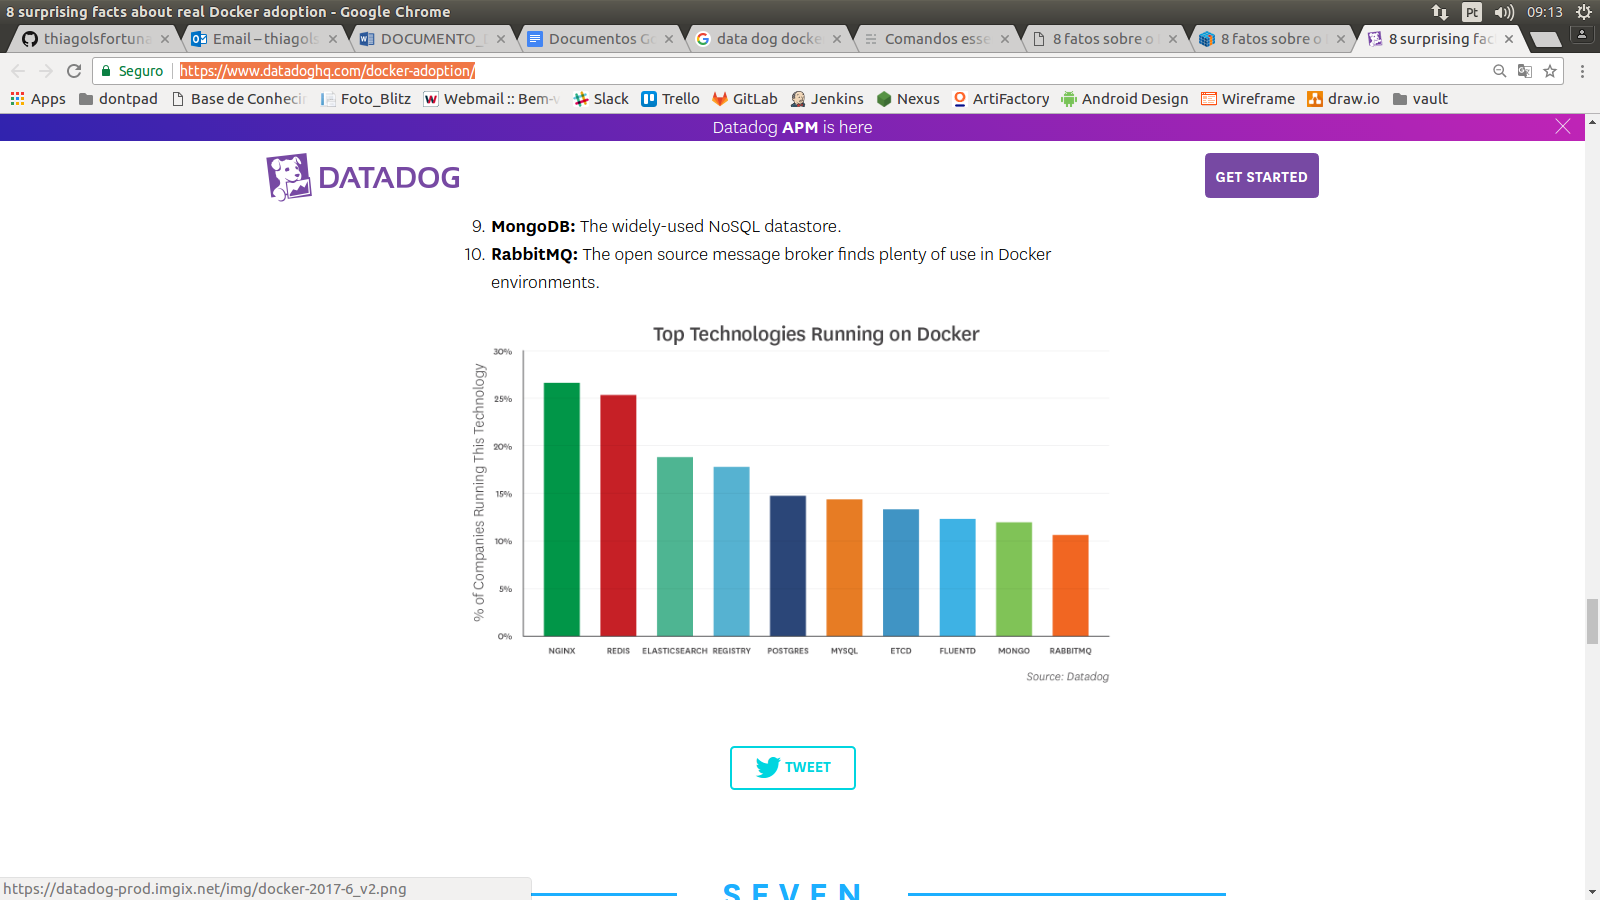 8 surprising facts about real Docker adoption - Google Chrome
Pt
09:13
thiagolsfortuna
Email – thiagols
DOCUMENTO_
Documentos Go
data dog docke
Comandos esse
8 fatos sobre o
8 fatos sobre o
8 surprising fac
Seguro
https://www.datadoghq.com/docker-adoption/
Apps
dontpad
Base de Conhecin
Foto_Blitz
Webmail :: Bem-v
Slack
Trello
GitLab
Jenkins
Nexus
ArtiFactory
Android Design
Wireframe
draw.io
vault
Datadog APM is here
DATADOG
GET STARTED
9. MongoDB: The widely-used NoSQL datastore.
10. RabbitMQ: The open source message broker finds plenty of use in Docker
environments.
Top Technologies Running on Docker
% of Companies Running This Technology
30%
25%
20%
15%
10%
5%
0%
NGINX REDIS ELASTICSEARCH REGISTRY POSTGRES MYSQL ETCD FLUENTD MONGO RABBITMQ
Source: Datadog
TWEET
https://datadog-prod.imgix.net/img/docker-2017-6_v2.png
SEVEN